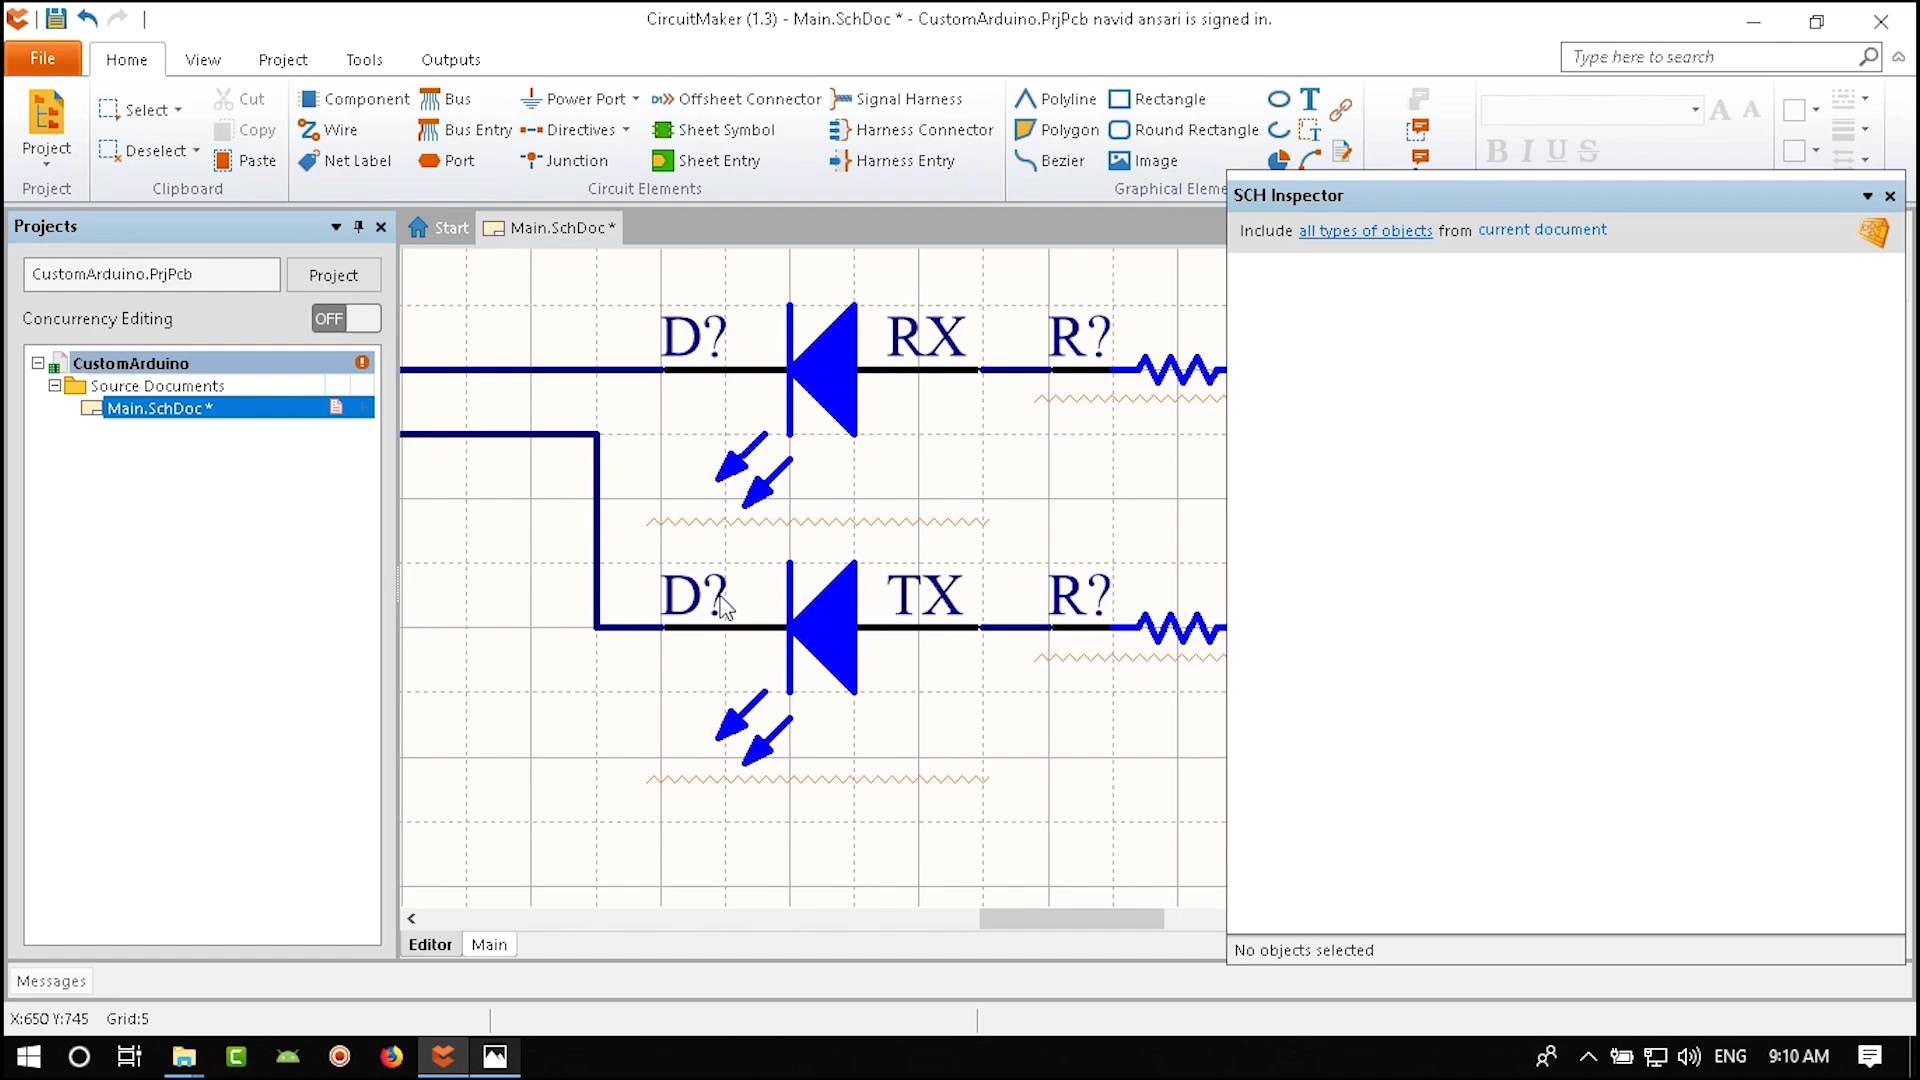 CircuitMaker (1.3) - Main.SchDoc * - CustomArduino.PrjPcb navid ansari is signed in.
File Home View Project Tools Outputs
Type here to search
Project
Project
Select
Deselect
Cut
Copy
Paste
Clipboard
Component Bus Power Port Offsheet Connector Signal Harness
Wire Bus Entry Directives Sheet Symbol Harness Connector
Net Label Port Junction Sheet Entry Harness Entry
Circuit Elements
Polyline Rectangle
Polygon Round Rectangle
Bezier Image
Graphical Eleme
T
T
A A
B I U S
SCH Inspector
Include all types of objects from current document
No objects selected
Projects
CustomArduino.PrjPcb Project
Concurrency Editing OFF
CustomArduino
Source Documents
Main.SchDoc *
Start Main.SchDoc *
D? RX R?
D? TX R?
Editor Main
Messages
X:650 Y:745 Grid:5
ENG 9:10 AM